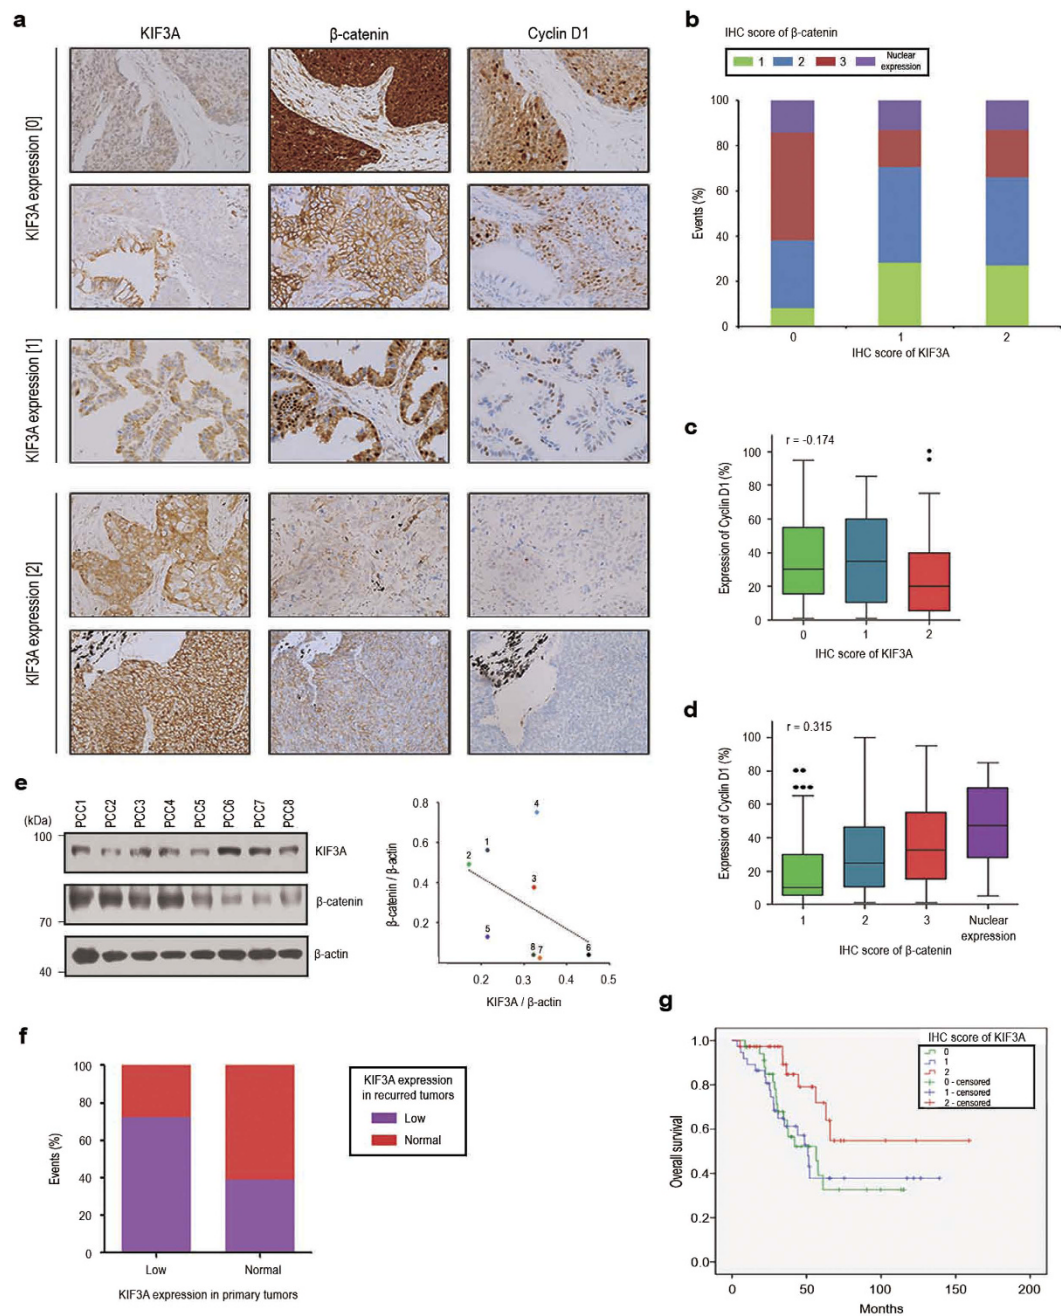 a
KIF3A
β-catenin
Cyclin D1
KIF3A expression [0]
KIF3A expression [1]
KIF3A expression [2]
b
IHC score of β-catenin
1
2
3
Nuclear
expression
100
80
60
40
20
0
Events (%)
0
1
2
IHC score of KIF3A
c
r = -0.174
100
80
60
40
20
0
Expression of Cyclin D1 (%)
0
1
2
IHC score of KIF3A
d
r = 0.315
100
80
60
40
20
0
Expression of Cyclin D1 (%)
1
2
3
Nuclear
expression
IHC score of β-catenin
e
(kDa)
PCC1
PCC2
PCC3
PCC4
PCC5
PCC6
PCC7
PCC8
100
KIF3A
β-catenin
70
β-actin
40
0.8
0.6
0.4
0.2
β-catenin / β-actin
4
1
2
3
5
8
7
6
0.2
0.3
0.4
0.5
KIF3A / β-actin
f
100
80
60
40
20
0
Events (%)
Low
Normal
KIF3A expression in primary tumors
KIF3A expression
in recurred tumors
Low
Normal
g
IHC score of KIF3A
0
1
2
0 - censored
1 - censored
2 - censored
1.0
0.8
0.6
0.4
0.2
0.0
Overall survival
0
50
100
150
200
Months